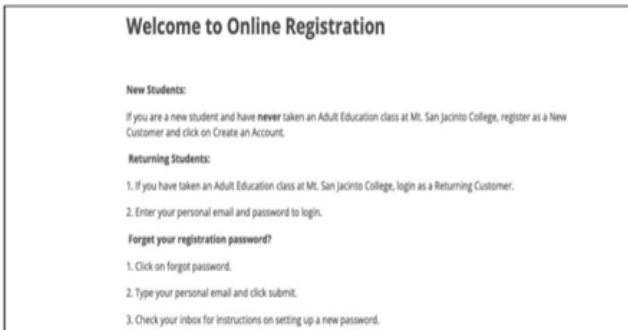 Welcome to Online Registration
New Students:
If you are a new student and have never taken an Adult Education class at Mt. San Jacinto College, register as a New
Customer and click on Create an Account.
Returning Students:
1. If you have taken an Adult Education class at Mt. San Jacinto College, login as a Returning Customer.
2. Enter your personal email and password to login.
Forget your registration password?
1. Click on forgot password.
2. Type your personal email and click submit.
3. Check your inbox for instructions on setting up a new password.